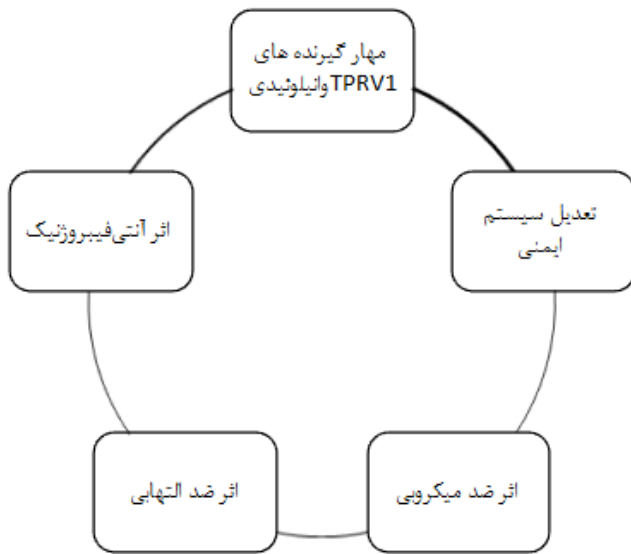 مهار گیرنده های
TPRV1وانیلوئیدی
تعدیل سیستم
ایمنی
اثر ضد میکروبی
اثر ضد التهابی
اثر آنتی‌فیبروژنیک